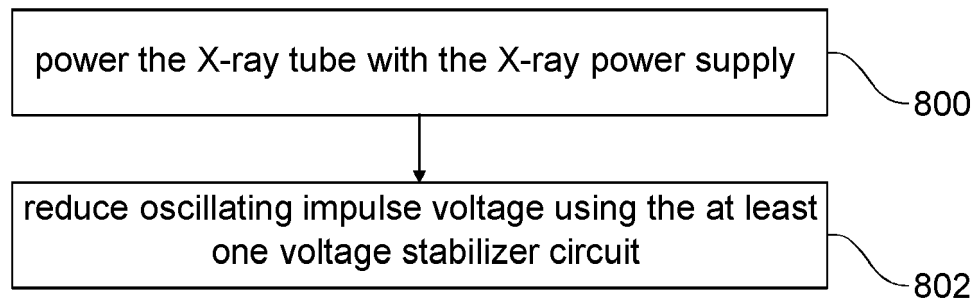 power the X-ray tube with the X-ray power supply
800
reduce oscillating impulse voltage using the at least
one voltage stabilizer circuit
802